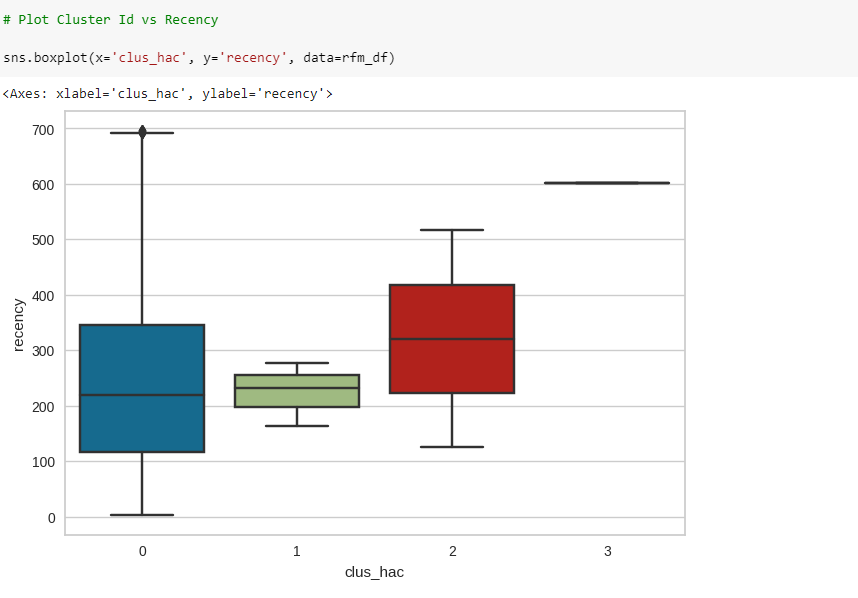 # Plot Cluster Id vs Recency
sns.boxplot(x='clus_hac', y='recency', data=rfm_df)
<Axes: xlabel='clus_hac', ylabel='recency'>
700
600
500
400
300
200
100
0
recency
0 1 2 3
clus_hac